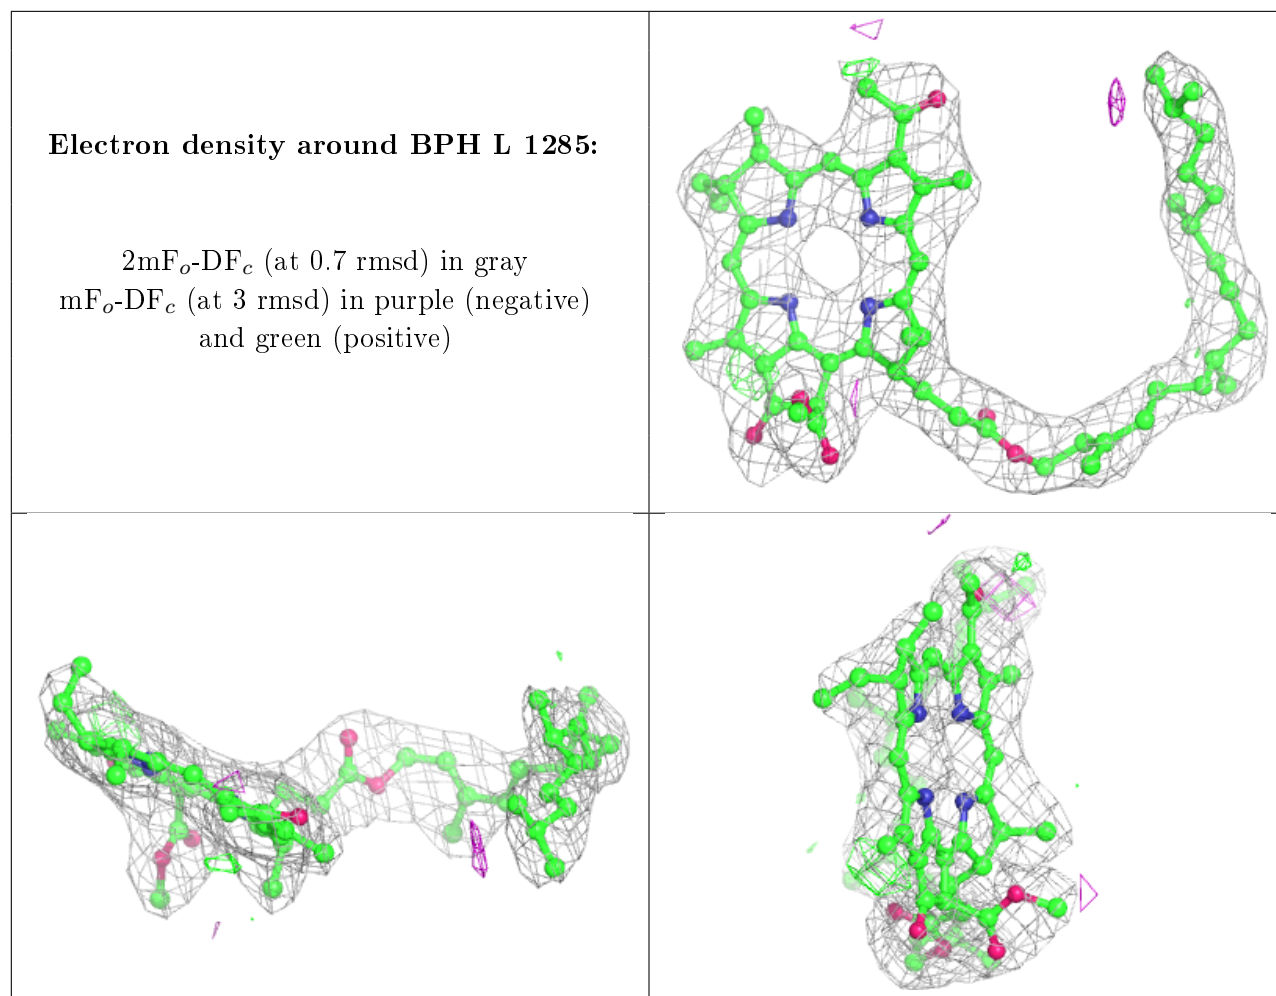 Electron density around BPH L 1285:
2mFo-DFc (at 0.7 rmsd) in gray
mFo-DFc (at 3 rmsd) in purple (negative)
and green (positive)